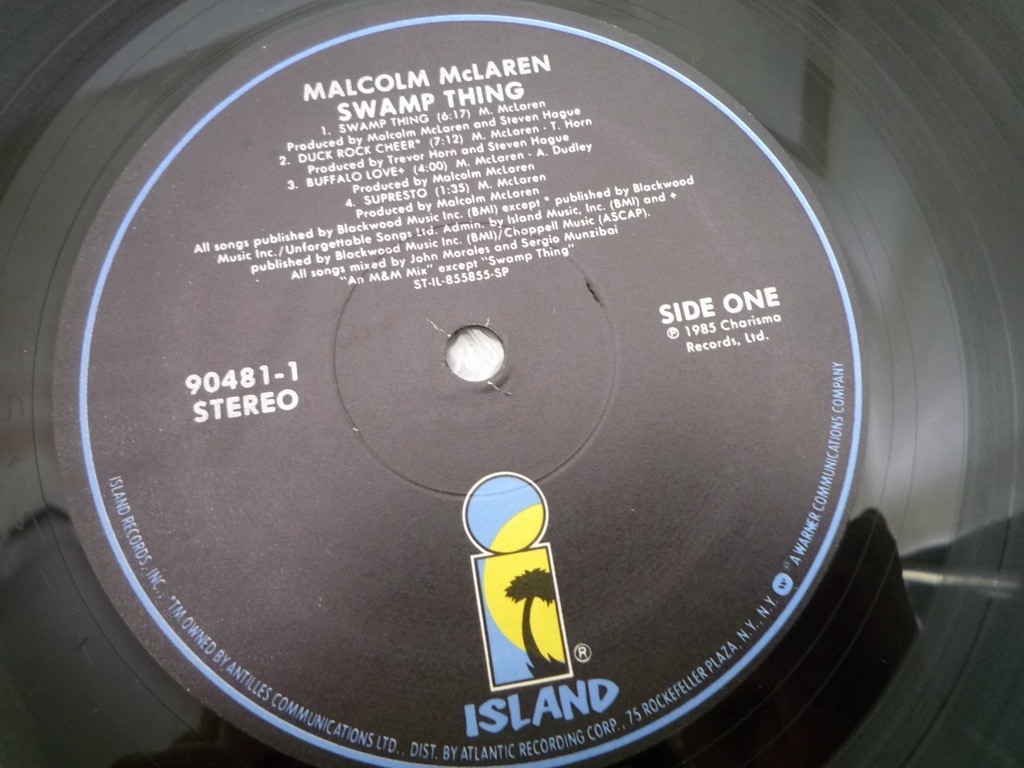 MALCOLM McLAREN
SWAMP THING
1. SWAMP THING (6:17) M. McLaren
Produced by Malcolm McLaren and Steven Hague
2. DUCK ROCK CHEER* (7:12) M. McLaren - T. Horn
Produced by Trevor Horn and Steven Hague
3. BUFFALO LOVE+ (4:00) M. McLaren - A. Dudley
Produced by Malcolm McLaren
4. SUPRESTO (1:35) M. McLaren
Produced by Malcolm McLaren
All songs published by Blackwood Music Inc. (BMI) except * published by Blackwood
Music Inc./Unforgettable Songs Ltd. Admin. by Island Music, Inc. (BMI) and +
published by Blackwood Music Inc. (BMI)/Chappell Music (ASCAP).
All songs mixed by John Morales and Sergio Munzibai
"An M&M Mix" except "Swamp Thing"
ST-IL-855855-SP
SIDE ONE
℗ 1985 Charisma
Records, Ltd.
90481-1
STEREO
ISLAND®
ISLAND RECORDS, INC., *TM OWNED BY ANTILLES COMMUNICATIONS LTD., DIST. BY ATLANTIC RECORDING CORP., 75 ROCKEFELLER PLAZA, N.Y., N.Y. A WARNER COMMUNICATIONS COMPANY